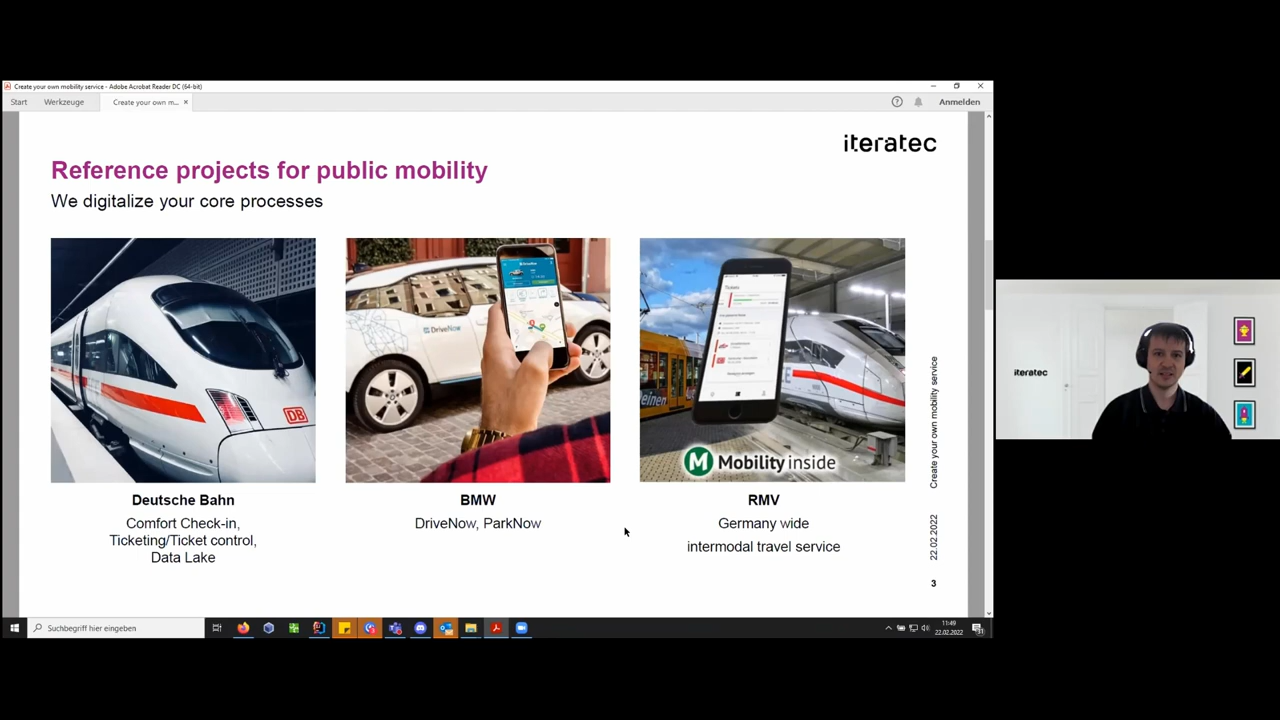 Create your own mobility service - Adobe Acrobat Reader DC (64-bit)
Start
Werkzeuge
Create your own m...
Anmelden
iteratec
Reference projects for public mobility
We digitalize your core processes
DB
DriveNow
Tickets
einen
Mobility inside
Deutsche Bahn
Comfort Check-in,
Ticketing/Ticket control,
Data Lake
BMW
DriveNow, ParkNow
RMV
Germany wide
intermodal travel service
Create your own mobility service
22.02.2022
3
iteratec
Suchbegriff hier eingeben
11:49
22.02.2022